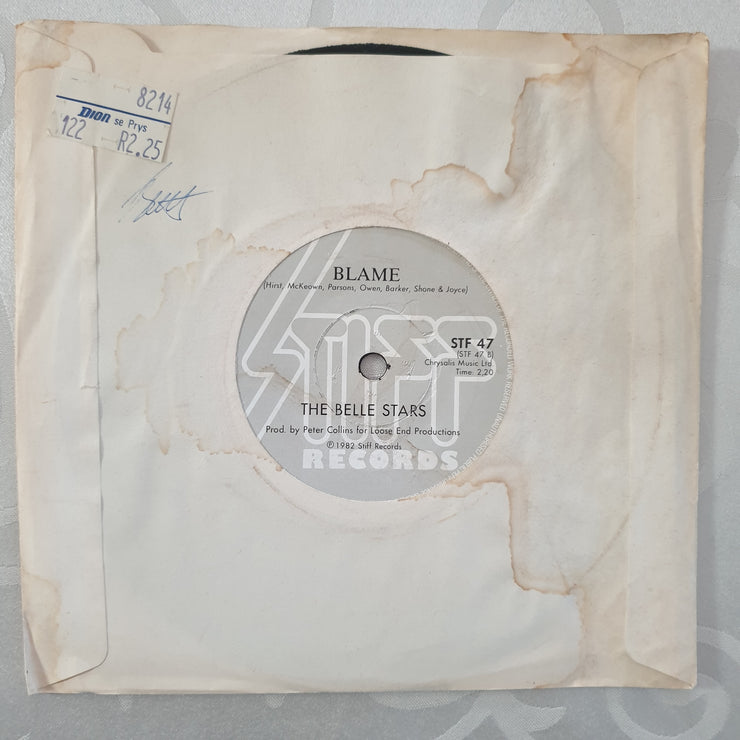 8214
Dion se Prys
122
R2.25
BLAME
(Hirst, McKeown, Parsons, Owen, Barker, Shone & Joyce)
STIFF
STF 47
(STF 47 B)
Chrysalis Music Ltd.
Time: 2,20
THE BELLE STARS
Prod. by Peter Collins for Loose End Productions
℗ 1982 Stiff Records
RECORDS